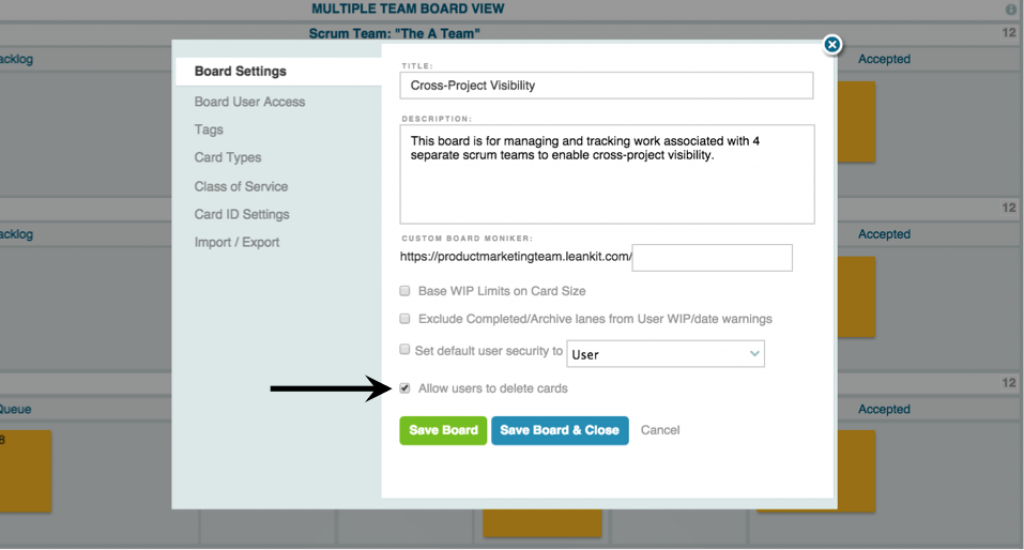 MULTIPLE TEAM BOARD VIEW
Scrum Team: "The A Team"
12
acklog
Accepted
Board Settings
Board User Access
Tags
Card Types
Class of Service
Card ID Settings
Import / Export
TITLE:
Cross-Project Visibility
DESCRIPTION:
This board is for managing and tracking work associated with 4
separate scrum teams to enable cross-project visibility.
CUSTOM BOARD MONIKER:
https://productmarketingteam.leankit.com/
Base WIP Limits on Card Size
Exclude Completed/Archive lanes from User WIP/date warnings
Set default user security to User
Allow users to delete cards
Save Board Save Board & Close Cancel
12
acklog
Accepted
12
Queue
Accepted
8